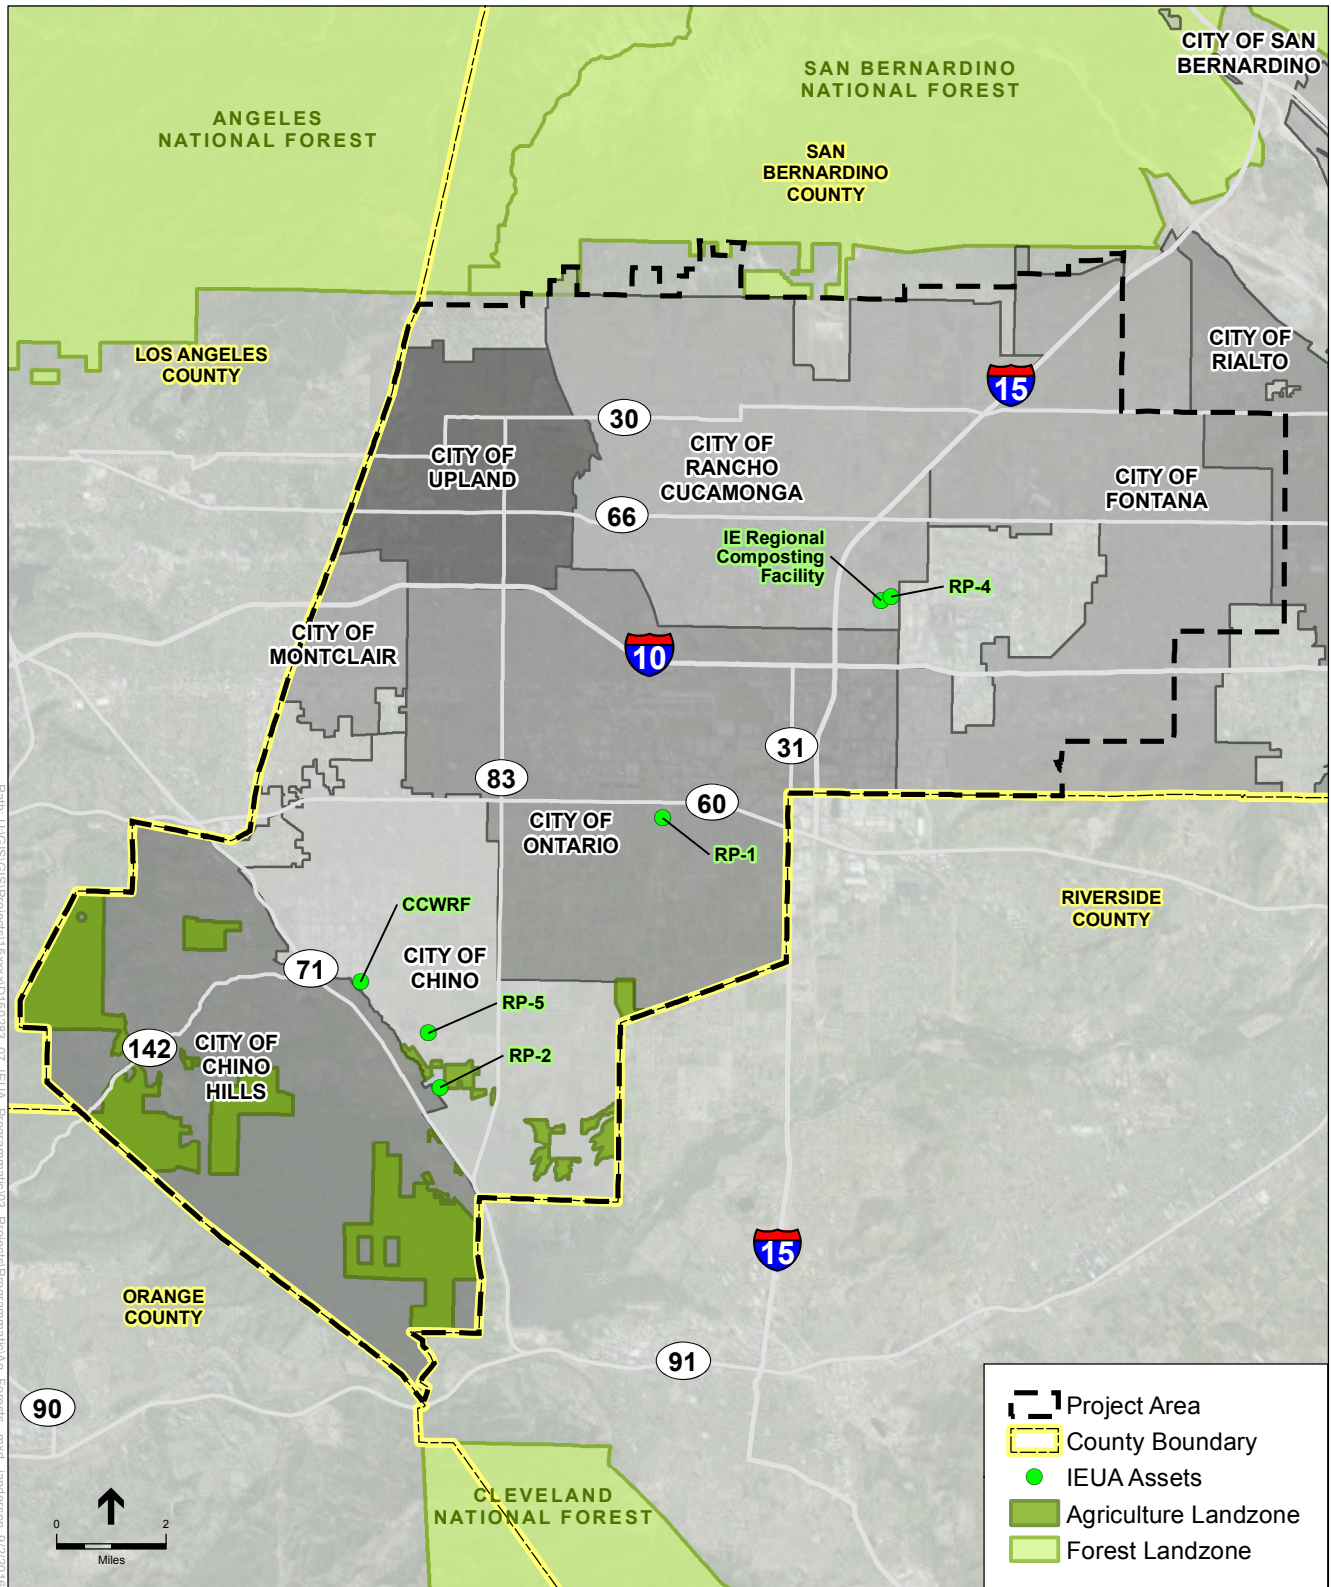 CITY OF SAN
BERNARDINO
SAN BERNARDINO
NATIONAL FOREST
ANGELES
NATIONAL FOREST
SAN
BERNARDINO
COUNTY
LOS ANGELES
COUNTY
CITY OF
RIALTO
15
30
CITY OF
UPLAND
CITY OF
RANCHO
CUCAMONGA
CITY OF
FONTANA
66
IE Regional
Composting
Facility
RP-4
CITY OF
MONTCLAIR
10
31
83
60
CITY OF
ONTARIO
RP-1
CCWRF
RIVERSIDE
COUNTY
CITY OF
CHINO
71
RP-5
142
CITY OF
CHINO
HILLS
RP-2
15
ORANGE
COUNTY
91
90
CLEVELAND
NATIONAL FOREST
0 2
Miles
Project Area
County Boundary
IEUA Assets
Agriculture Landzone
Forest Landzone